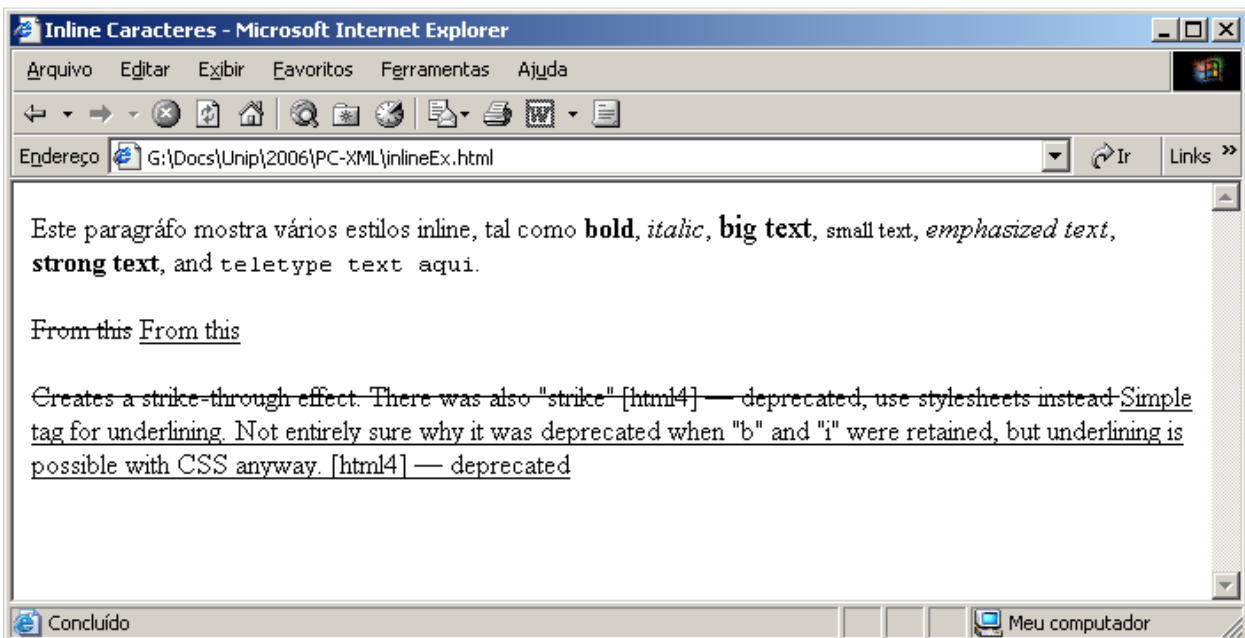 Inline Caracteres - Microsoft Internet Explorer
Arquivo Editar Exibir Favoritos Ferramentas Ajuda
Endereço G:\Docs\Unip\2006\PC-XML\inlineEx.html Ir Links »
Este paragráfo mostra vários estilos inline, tal como bold, italic, big text, small text, emphasized text,
strong text, and teletype text aqui.
From this From this
Creates a strike-through effect. There was also "strike" [html4] — deprecated, use stylesheets instead Simple
tag for underlining. Not entirely sure why it was deprecated when "b" and "i" were retained, but underlining is
possible with CSS anyway. [html4] — deprecated
Concluído Meu computador